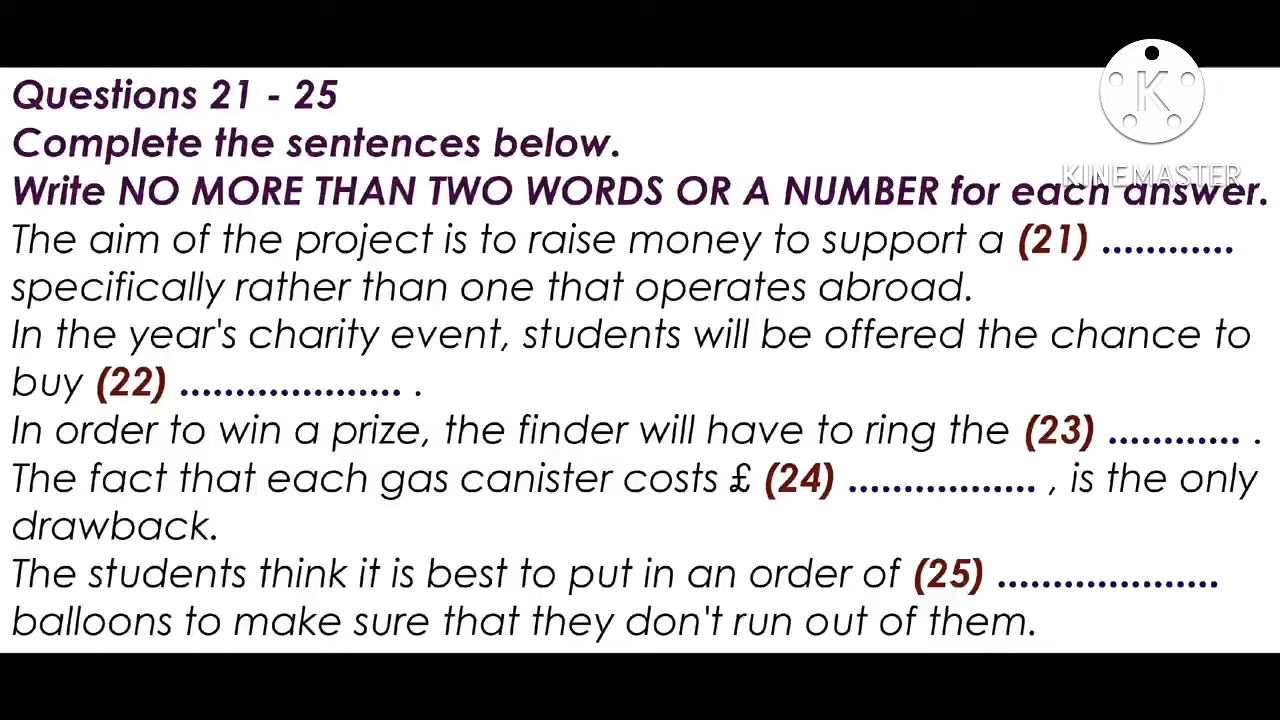 Questions 21 - 25
Complete the sentences below.
Write NO MORE THAN TWO WORDS OR A NUMBER for each answer.
The aim of the project is to raise money to support a (21) ............
specifically rather than one that operates abroad.
In the year's charity event, students will be offered the chance to
buy (22) .................... .
In order to win a prize, the finder will have to ring the (23) ............ .
The fact that each gas canister costs £ (24) ................. , is the only
drawback.
The students think it is best to put in an order of (25) ....................
balloons to make sure that they don't run out of them.
K
KINEMASTER